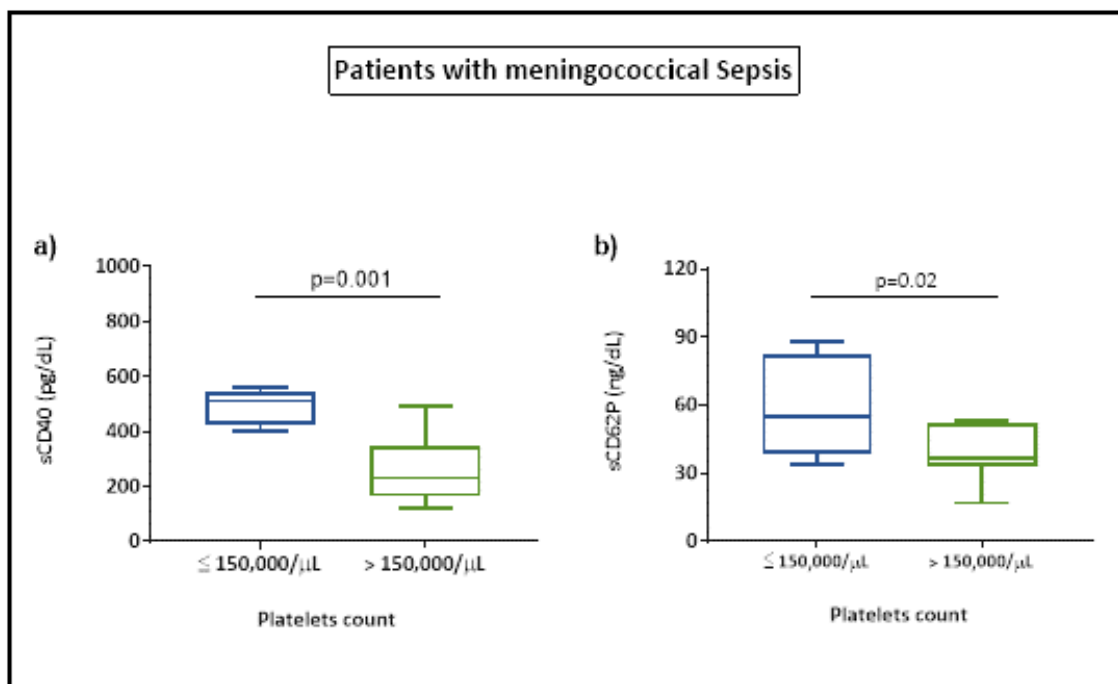 Patients with meningococcical Sepsis
a)
1000
800
600
400
200
0
sCD40 (pg/dL)
p=0.001
≦ 150,000/μL
> 150,000/μL
Platelets count
b)
120
90
60
30
0
sCD62P (ng/dL)
p=0.02
≦ 150,000/μL
> 150,000/μL
Platelets count